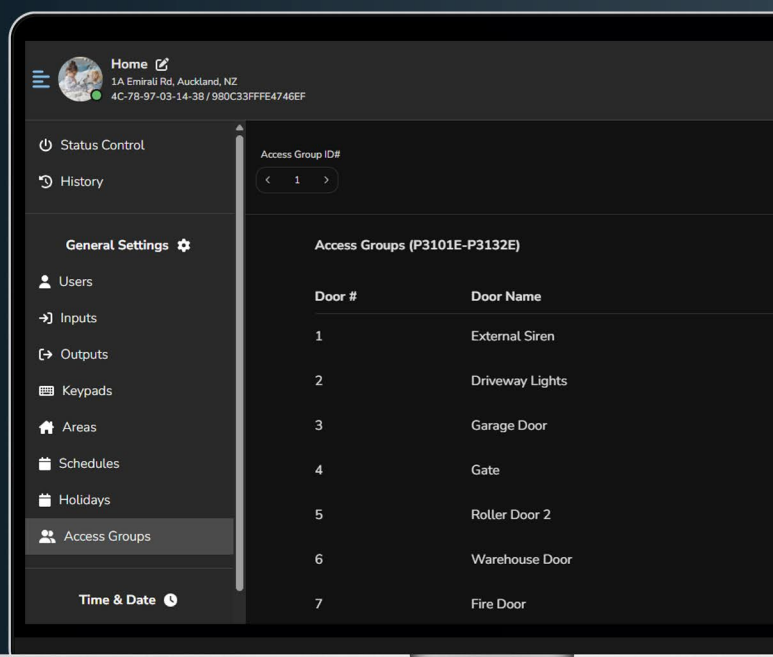 Home
1A Emirali Rd, Auckland, NZ
4C-78-97-03-14-38 / 980C33FFFE4746EF
Status Control
History
General Settings
Users
Inputs
Outputs
Keypads
Areas
Schedules
Holidays
Access Groups
Time & Date
Access Group ID#
1
Access Groups (P3101E-P3132E)
Door # Door Name
1 External Siren
2 Driveway Lights
3 Garage Door
4 Gate
5 Roller Door 2
6 Warehouse Door
7 Fire Door